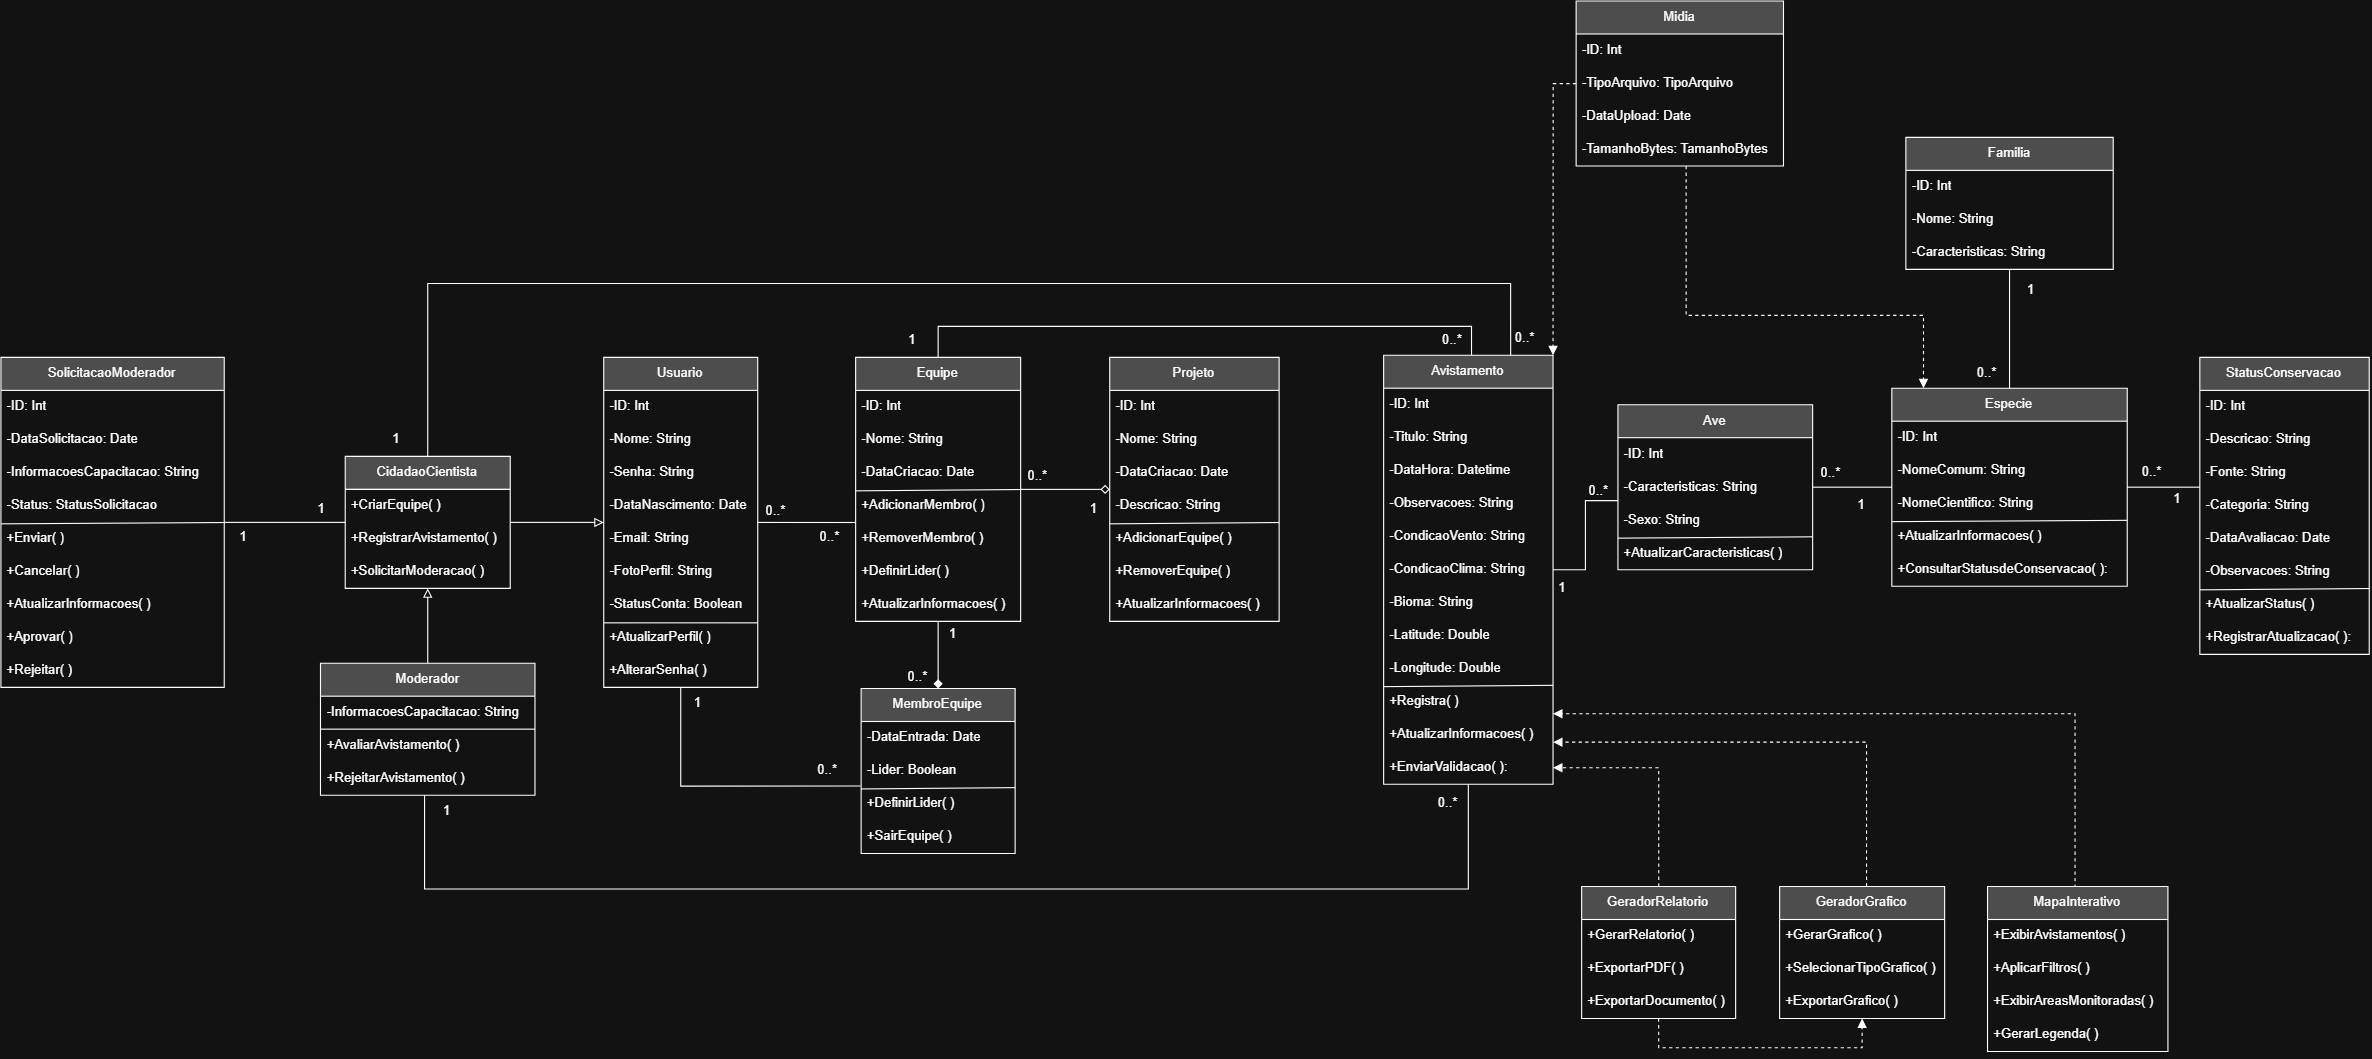 Midia
-ID: Int
-TipoArquivo: TipoArquivo
-DataUpload: Date
-TamanhoBytes: TamanhoBytes
Familia
-ID: Int
-Nome: String
-Caracteristicas: String
1
0..*
SolicitacaoModerador
-ID: Int
-DataSolicitacao: Date
-InformacoesCapacitacao: String
-Status: StatusSolicitacao
+Enviar( )
+Cancelar( )
+AtualizarInformacoes( )
+Aprovar( )
+Rejeitar( )
1
1
1
CidadaoCientista
+CriarEquipe( )
+RegistrarAvistamento( )
+SolicitarModeracao( )
Moderador
-InformacoesCapacitacao: String
+AvaliarAvistamento( )
+RejeitarAvistamento( )
1
Usuario
-ID: Int
-Nome: String
-Senha: String
-DataNascimento: Date
-Email: String
-FotoPerfil: String
-StatusConta: Boolean
+AtualizarPerfil( )
+AlterarSenha( )
0..*
0..*
1
0..*
1
Equipe
-ID: Int
-Nome: String
-DataCriacao: Date
+AdicionarMembro( )
+RemoverMembro( )
+DefinirLider( )
+AtualizarInformacoes( )
0..*
1
1
0..*
MembroEquipe
-DataEntrada: Date
-Lider: Boolean
+DefinirLider( )
+SairEquipe( )
Projeto
-ID: Int
-Nome: String
-DataCriacao: Date
-Descricao: String
+AdicionarEquipe( )
+RemoverEquipe( )
+AtualizarInformacoes( )
0..*
0..*
Avistamento
-ID: Int
-Titulo: String
-DataHora: Datetime
-Observacoes: String
-CondicaoVento: String
-CondicaoClima: String
-Bioma: String
-Latitude: Double
-Longitude: Double
+Registra( )
+AtualizarInformacoes( )
+EnviarValidacao( ):
0..*
0..*
1
Ave
-ID: Int
-Caracteristicas: String
-Sexo: String
+AtualizarCaracteristicas( )
0..*
1
Especie
-ID: Int
-NomeComum: String
-NomeCientifico: String
+AtualizarInformacoes( )
+ConsultarStatusdeConservacao( ):
0..*
1
StatusConservacao
-ID: Int
-Descricao: String
-Fonte: String
-Categoria: String
-DataAvaliacao: Date
-Observacoes: String
+AtualizarStatus( )
+RegistrarAtualizacao( ):
GeradorRelatorio
+GerarRelatorio( )
+ExportarPDF( )
+ExportarDocumento( )
GeradorGrafico
+GerarGrafico( )
+SelecionarTipoGrafico( )
+ExportarGrafico( )
MapaInterativo
+ExibirAvistamentos( )
+AplicarFiltros( )
+ExibirAreasMonitoradas( )
+GerarLegenda( )